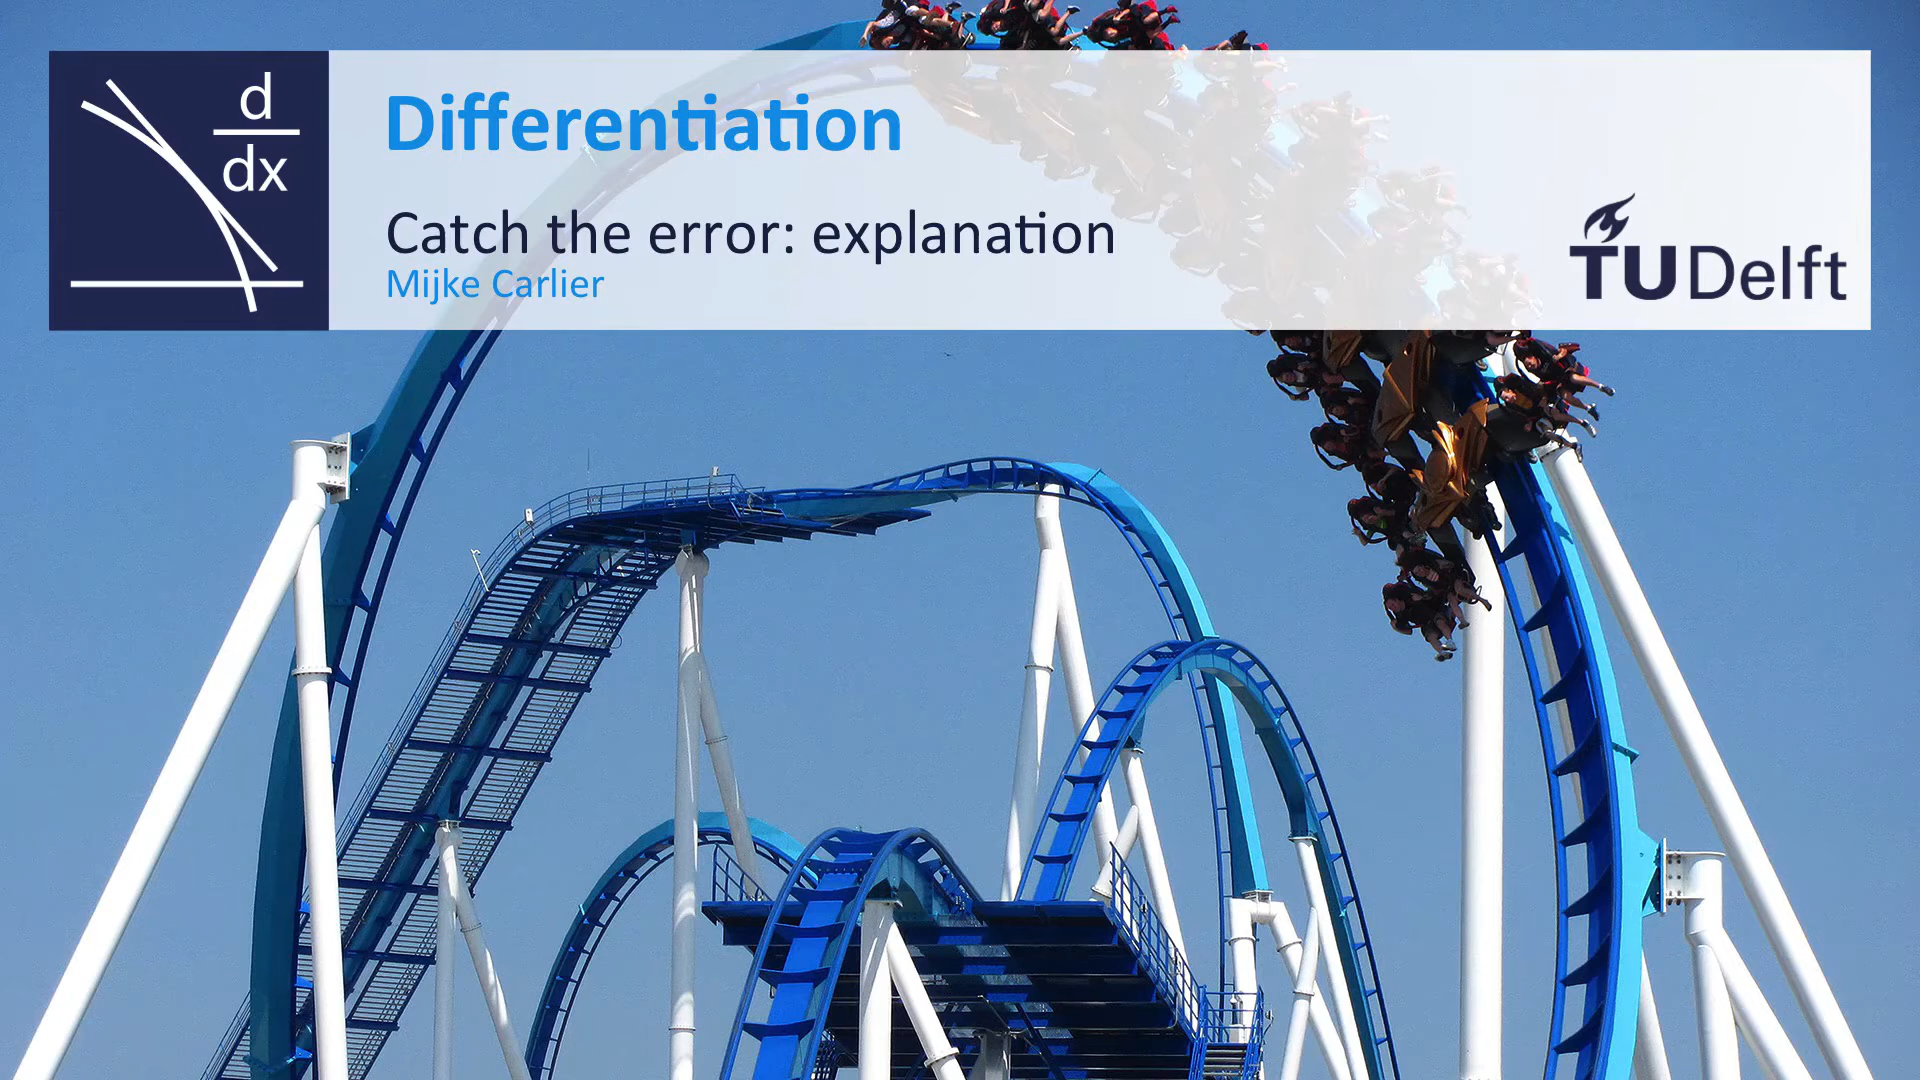 d
dx
Differentiation
Catch the error: explanation
Mijke Carlier
TU Delft